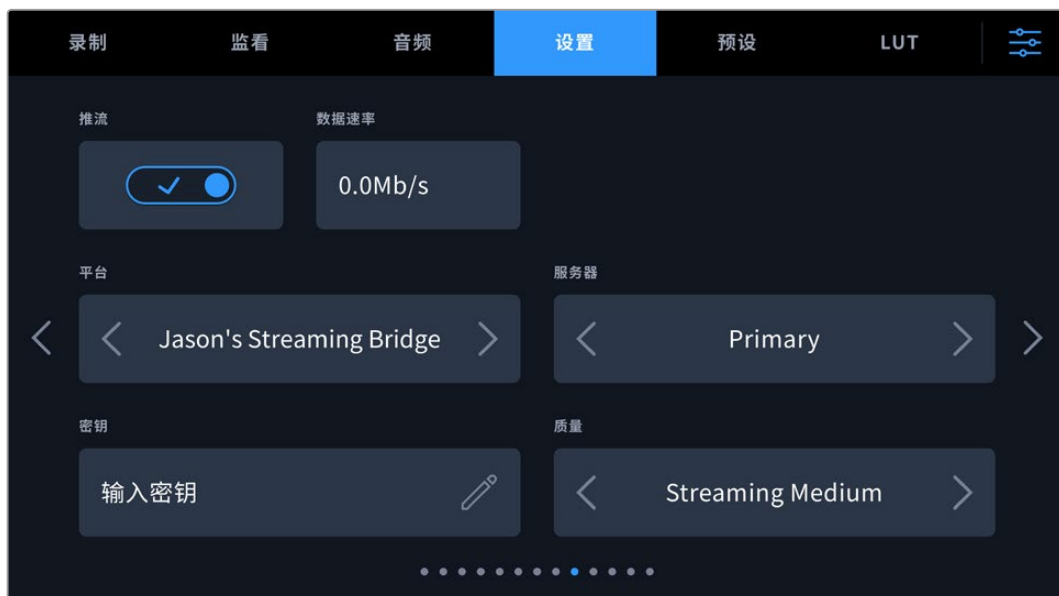 录制 监看 音频 设置 预设 LUT
推流 数据速率
0.0Mb/s
平台 服务器
Jason's Streaming Bridge Primary
密钥 质量
输入密钥 Streaming Medium